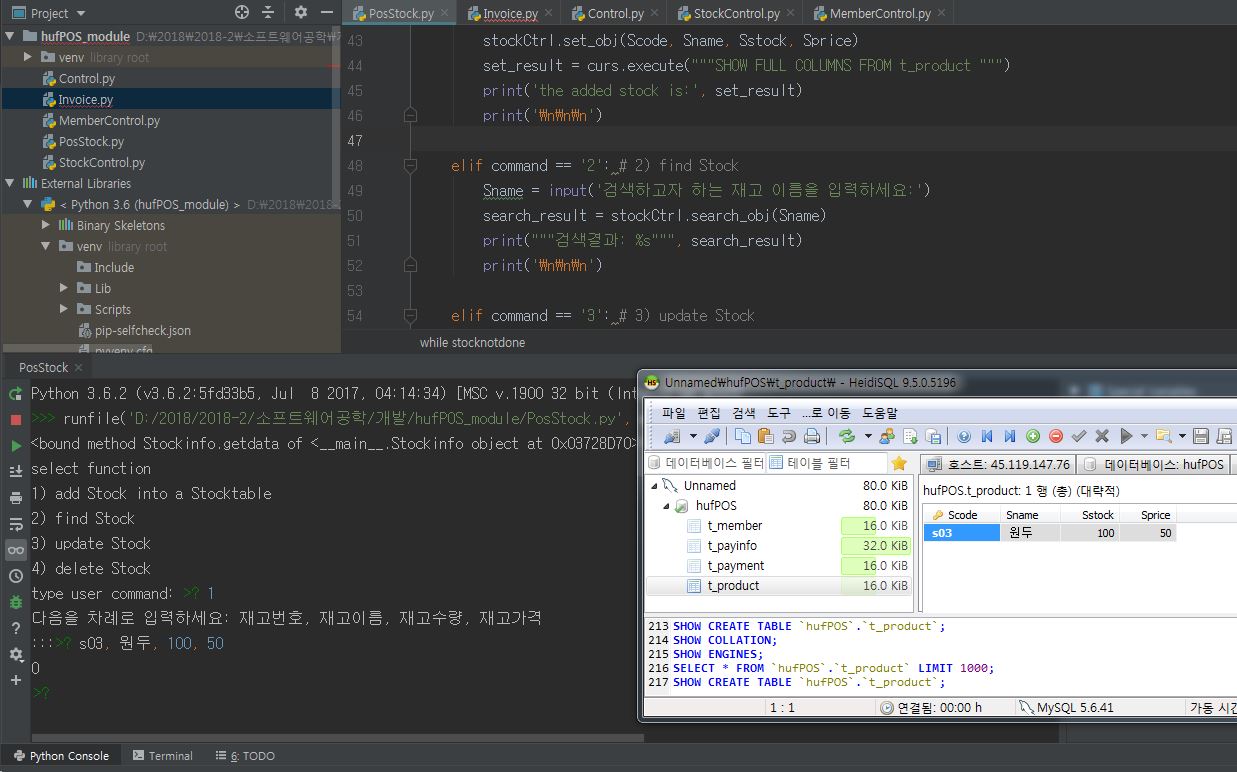 Project
hufPOS_module D:₩2018₩2018-2₩소프트웨어공학₩
venv library root
Control.py
Invoice.py
MemberControl.py
PosStock.py
StockControl.py
External Libraries
< Python 3.6 (hufPOS_module) > D:₩2018₩2018-
Binary Skeletons
venv library root
Include
Lib
Scripts
pip-selfcheck.json
pyvenv.cfg
PosStock.py Invoice.py Control.py StockControl.py MemberControl.py
43 stockCtrl.set_obj(Scode, Sname, Sstock, Sprice)
44 set_result = curs.execute("""SHOW FULL COLUMNS FROM t_product """)
45 print('the added stock is:', set_result)
46 print('₩n₩n₩n')
47
48 elif command == '2': # 2) find Stock
49 Sname = input('검색하고자 하는 재고 이름을 입력하세요:')
50 search_result = stockCtrl.search_obj(Sname)
51 print("""검색결과: %s""", search_result)
52 print('₩n₩n₩n')
53
54 elif command == '3': # 3) update Stock
while stocknotdone
PosStock
Python 3.6.2 (v3.6.2:5fd33b5, Jul 8 2017, 04:14:34) [MSC v.1900 32 bit (Int
>>> runfile('D:/2018/2018-2/소프트웨어공학/개발/hufPOS_module/PosStock.py',
<bound method Stockinfo.getdata of <__main__.Stockinfo object at 0x03728D70>
select function
1) add Stock into a Stocktable
2) find Stock
3) update Stock
4) delete Stock
type user command: >? 1
다음을 차례로 입력하세요: 재고번호, 재고이름, 재고수량, 재고가격
:::>? s03, 원두, 100, 50
0
>?
Python Console Terminal 6: TODO
Unnamed₩hufPOS₩t_product₩ - HeidiSQL 9.5.0.5196
파일 편집 검색 도구 ...로 이동 도움말
데이터베이스 필터 테이블 필터
호스트: 45.119.147.76 데이터베이스: hufPOS
Unnamed 80.0 KiB
hufPOS 80.0 KiB
t_member 16.0 KiB
t_payinfo 32.0 KiB
t_payment 16.0 KiB
t_product 16.0 KiB
hufPOS.t_product: 1 행 (총) (대략적)
Scode Sname Sstock Sprice
s03 원두 100 50
213 SHOW CREATE TABLE `hufPOS`.`t_product`;
214 SHOW COLLATION;
215 SHOW ENGINES;
216 SELECT * FROM `hufPOS`.`t_product` LIMIT 1000;
217 SHOW CREATE TABLE `hufPOS`.`t_product`;
1 : 1 연결됨: 00:00 h MySQL 5.6.41 가동 시간